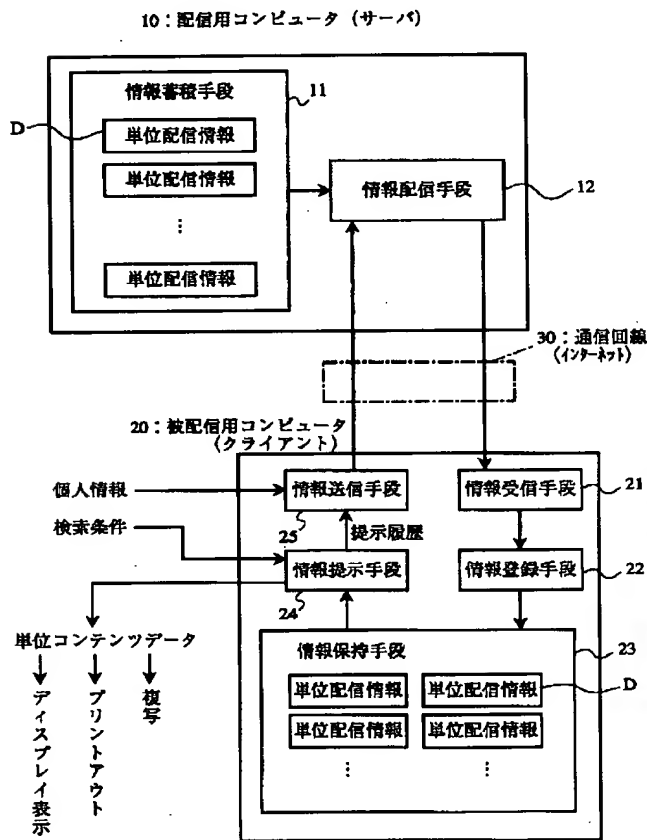 10：配信用コンピュータ（サーバ）
情報蓄積手段
11
D
単位配信情報
単位配信情報
⋮
単位配信情報
情報配信手段
12
30：通信回線
（インターネット）
20：被配信用コンピュータ
（クライアント）
個人情報
情報送信手段
25
情報受信手段
21
検索条件
提示履歴
情報提示手段
24
情報登録手段
22
単位コンテンツデータ
ディスプレイ表示
プリントアウト
複写
情報保持手段
23
単位配信情報
単位配信情報
D
単位配信情報
単位配信情報
⋮
⋮